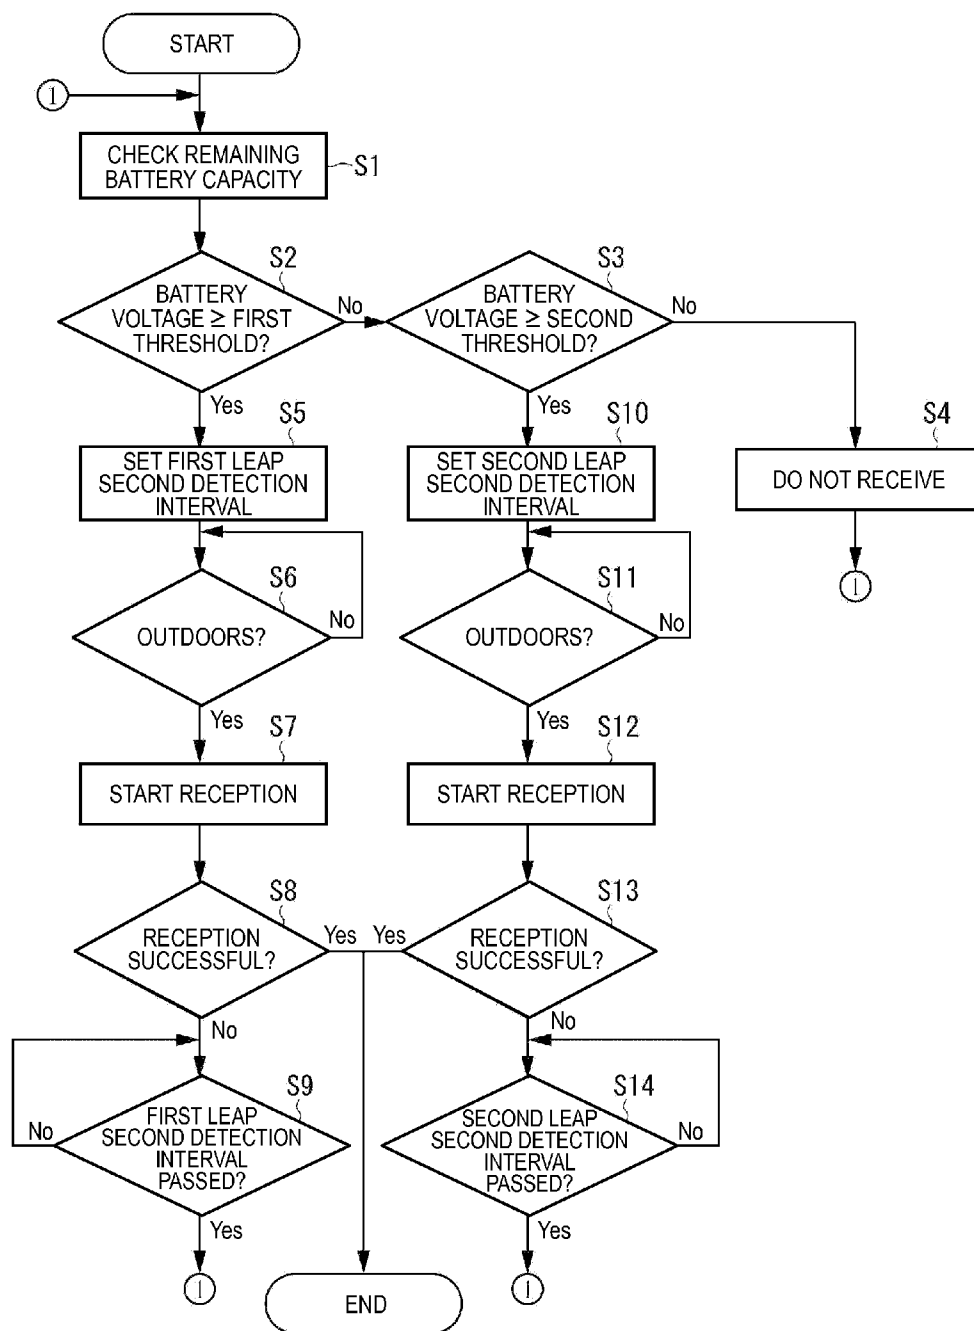 START
1
CHECK REMAINING
BATTERY CAPACITY
S1
S2
BATTERY
VOLTAGE ≥ FIRST
THRESHOLD?
No
Yes
S3
BATTERY
VOLTAGE ≥ SECOND
THRESHOLD?
No
Yes
S5
SET FIRST LEAP
SECOND DETECTION
INTERVAL
S10
SET SECOND LEAP
SECOND DETECTION
INTERVAL
S4
DO NOT RECEIVE
1
S6
OUTDOORS?
No
Yes
S11
OUTDOORS?
No
Yes
S7
START RECEPTION
S12
START RECEPTION
S8
RECEPTION
SUCCESSFUL?
Yes
No
S13
RECEPTION
SUCCESSFUL?
Yes
No
S9
FIRST LEAP
SECOND DETECTION
INTERVAL
PASSED?
No
Yes
S14
SECOND LEAP
SECOND DETECTION
INTERVAL
PASSED?
No
Yes
1
END
1